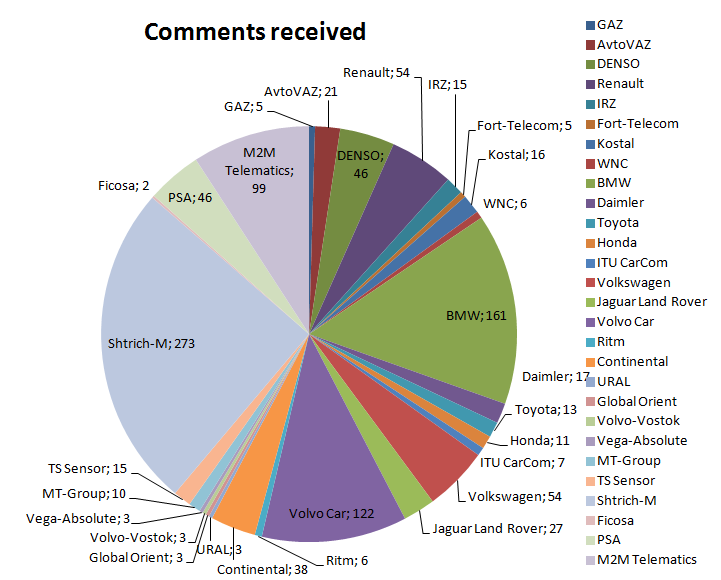 Comments received
GAZ; 5
AvtoVAZ; 21
DENSO;
46
Renault; 54
IRZ; 15
Fort-Telecom; 5
Kostal; 16
WNC; 6
BMW; 161
Daimler; 17
Toyota; 13
Honda; 11
ITU CarCom; 7
Volkswagen; 54
Jaguar Land Rover; 27
Volvo Car; 122
Ritm; 6
Continental; 38
URAL; 3
Global Orient; 3
Volvo-Vostok; 3
Vega-Absolute; 3
MT-Group; 10
TS Sensor; 15
Shtrich-M; 273
Ficosa; 2
PSA; 46
M2M
Telematics;
99
GAZ
AvtoVAZ
DENSO
Renault
IRZ
Fort-Telecom
Kostal
WNC
BMW
Daimler
Toyota
Honda
ITU CarCom
Volkswagen
Jaguar Land Rover
Volvo Car
Ritm
Continental
URAL
Global Orient
Volvo-Vostok
Vega-Absolute
MT-Group
TS Sensor
Shtrich-M
Ficosa
PSA
M2M Telematics